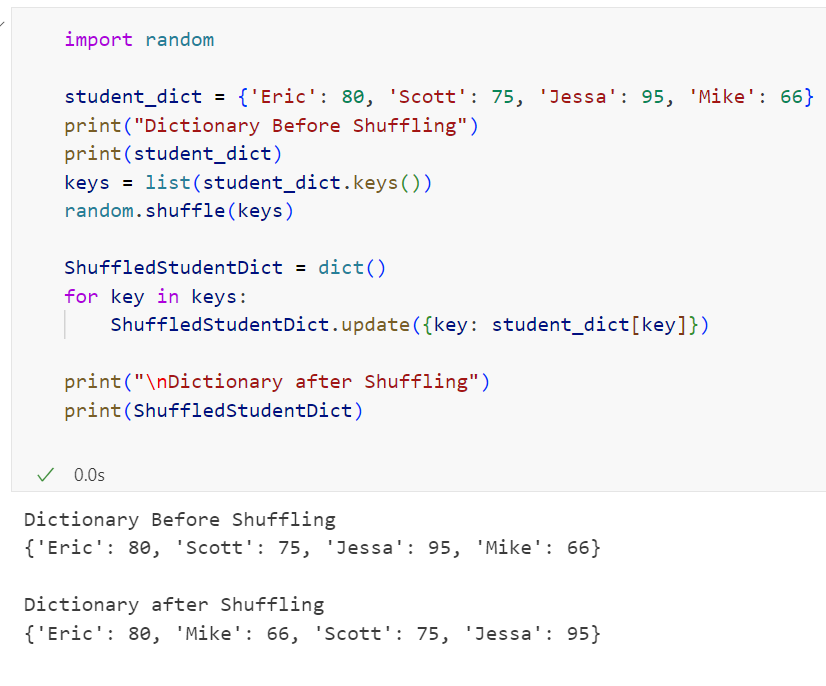 import random
student_dict = {'Eric': 80, 'Scott': 75, 'Jessa': 95, 'Mike': 66}
print("Dictionary Before Shuffling")
print(student_dict)
keys = list(student_dict.keys())
random.shuffle(keys)
ShuffledStudentDict = dict()
for key in keys:
    ShuffledStudentDict.update({key: student_dict[key]})
print("\nDictionary after Shuffling")
print(ShuffledStudentDict)
0.0s
Dictionary Before Shuffling
{'Eric': 80, 'Scott': 75, 'Jessa': 95, 'Mike': 66}
Dictionary after Shuffling
{'Eric': 80, 'Mike': 66, 'Scott': 75, 'Jessa': 95}